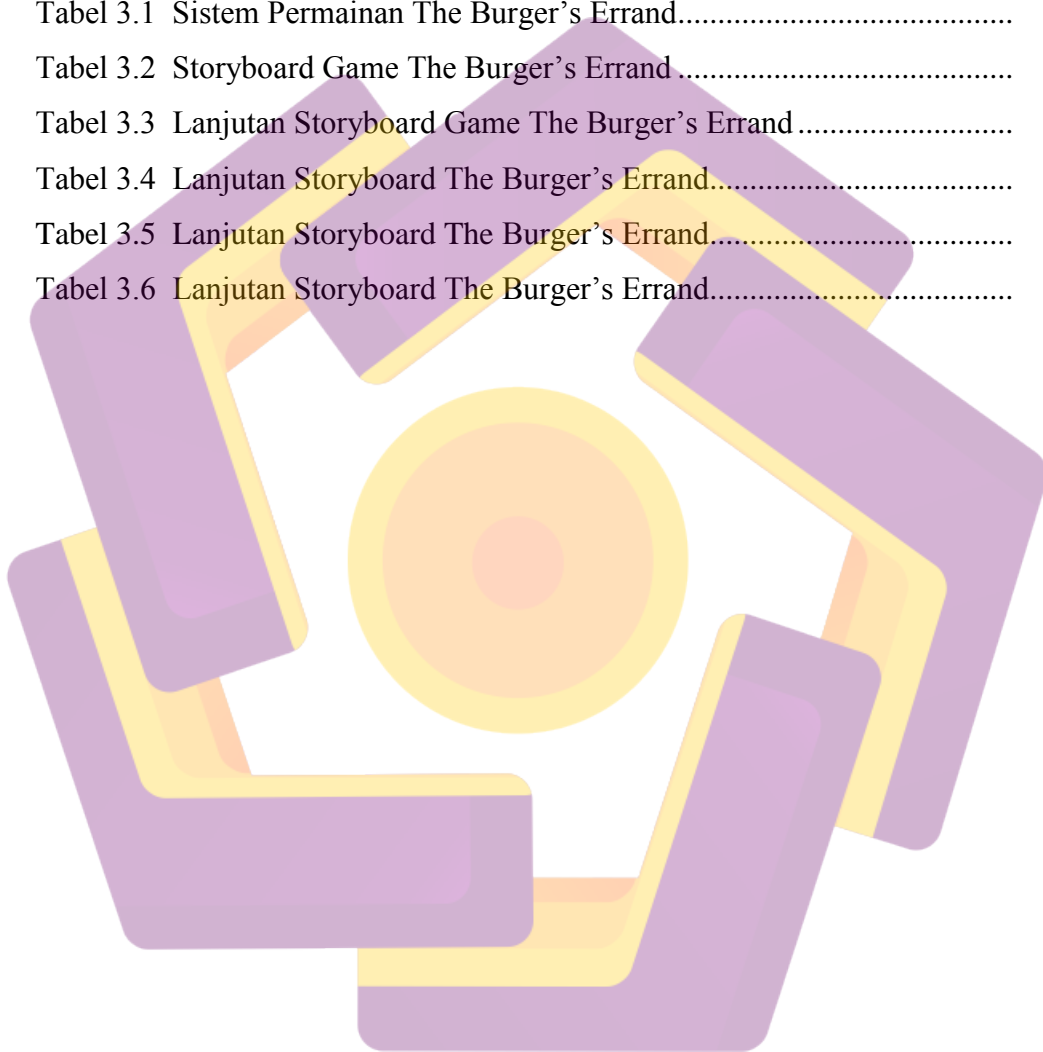 Tabel 3.1 Sistem Permainan The Burger’s Errand.........................................
Tabel 3.2 Storyboard Game The Burger’s Errand .........................................
Tabel 3.3 Lanjutan Storyboard Game The Burger’s Errand ..........................
Tabel 3.4 Lanjutan Storyboard The Burger’s Errand.....................................
Tabel 3.5 Lanjutan Storyboard The Burger’s Errand.....................................
Tabel 3.6 Lanjutan Storyboard The Burger’s Errand.....................................